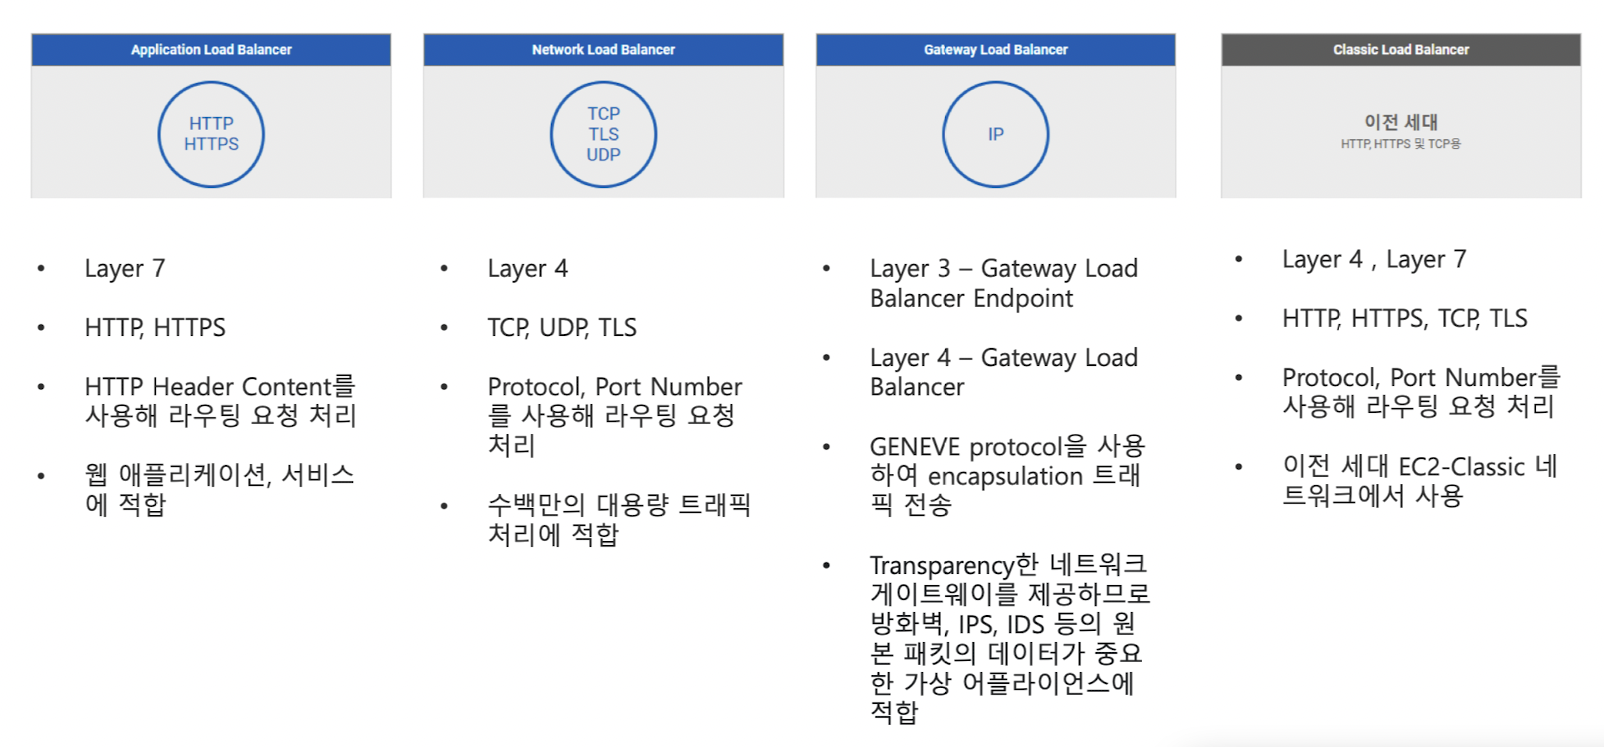 Application Load Balancer
HTTP
HTTPS
• Layer 7
• HTTP, HTTPS
• HTTP Header Content를
사용해 라우팅 요청 처리
• 웹 애플리케이션, 서비스
에 적합
Network Load Balancer
TCP
TLS
UDP
• Layer 4
• TCP, UDP, TLS
• Protocol, Port Number
를 사용해 라우팅 요청
처리
• 수백만의 대용량 트래픽
처리에 적합
Gateway Load Balancer
IP
• Layer 3 – Gateway Load
Balancer Endpoint
• Layer 4 – Gateway Load
Balancer
• GENEVE protocol을 사용
하여 encapsulation 트래
픽 전송
• Transparency한 네트워크
게이트웨이를 제공하므로
방화벽, IPS, IDS 등의 원
본 패킷의 데이터가 중요
한 가상 어플라이언스에
적합
Classic Load Balancer
이전 세대
HTTP, HTTPS 및 TCP용
• Layer 4 , Layer 7
• HTTP, HTTPS, TCP, TLS
• Protocol, Port Number를
사용해 라우팅 요청 처리
• 이전 세대 EC2-Classic 네
트워크에서 사용